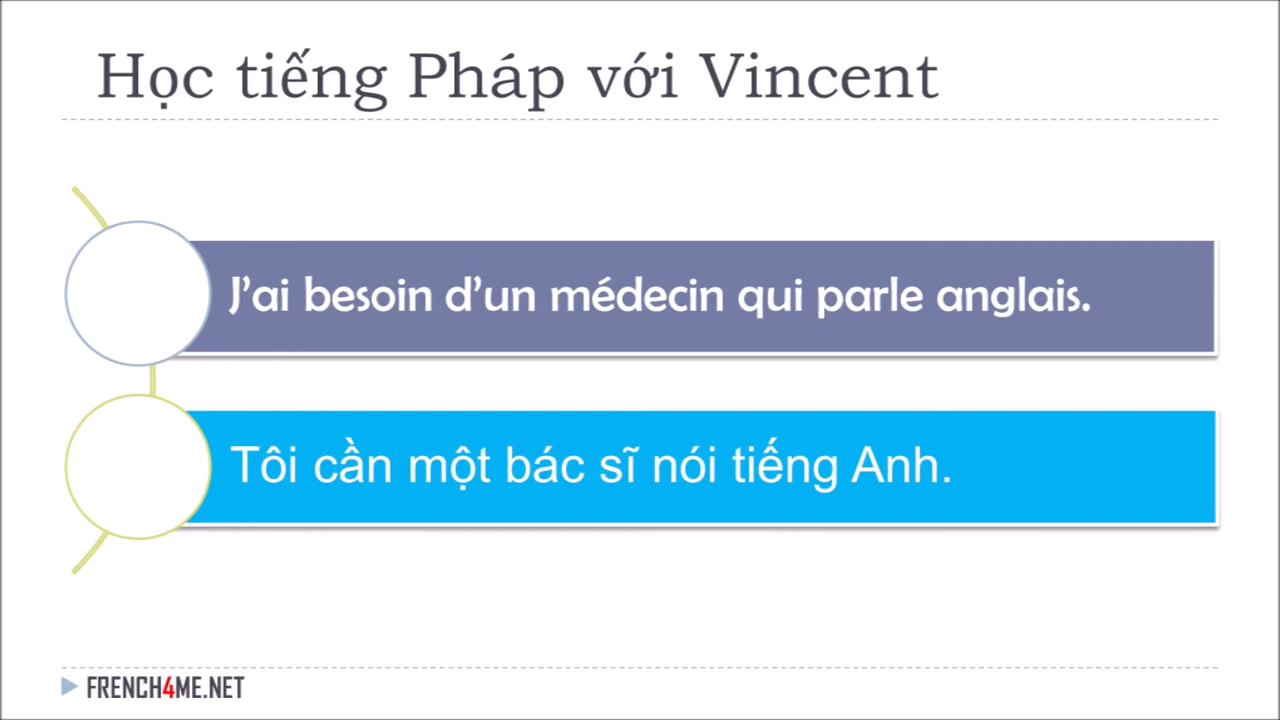 Học tiếng Pháp với Vincent
J’ai besoin d’un médecin qui parle anglais.
Tôi cần một bác sĩ nói tiếng Anh.
FRENCH4ME.NET